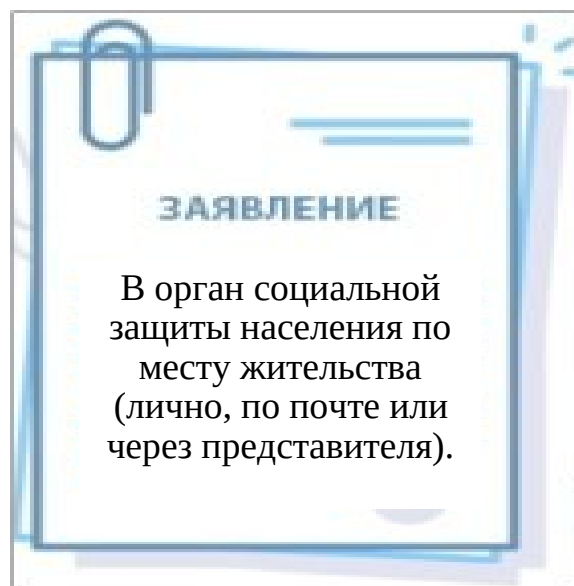 ЗАЯВЛЕНИЕ
В орган социальной
защиты населения по
месту жительства
(лично, по почте или
через представителя).